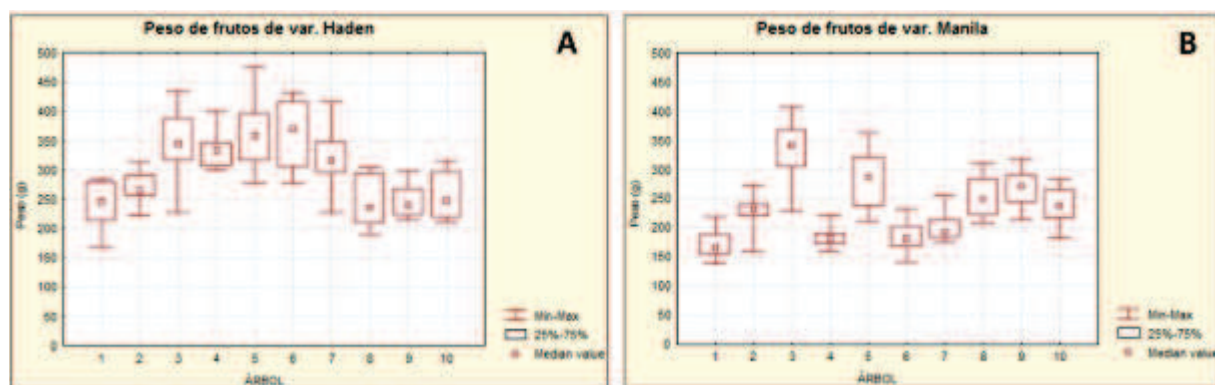 Peso de frutos de var. Haden
A
500
450
400
350
300
250
200
150
100
50
0
Peso (g)
1 2 3 4 5 6 7 8 9 10
ÁRBOL
Min-Max
25%-75%
Median value
Peso de frutos de var. Manila
B
500
450
400
350
300
250
200
150
100
50
0
Peso (g)
1 2 3 4 5 6 7 8 9 10
ÁRBOL
Min-Max
25%-75%
Median value